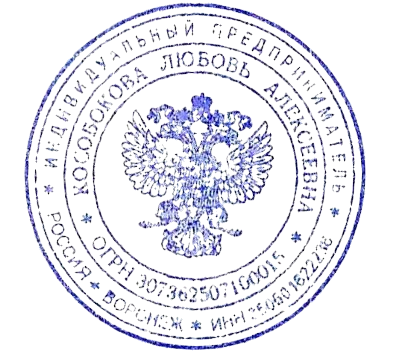 ИНДИВИДУАЛЬНЫЙ ПРЕДПРИНИМАТЕЛЬ
КОСОБОКОВА ЛЮБОВЬ АЛЕКСЕЕВНА
* ОГРН 307362507100015 *
* РОССИЯ * ВОРОНЕЖ * ИНН